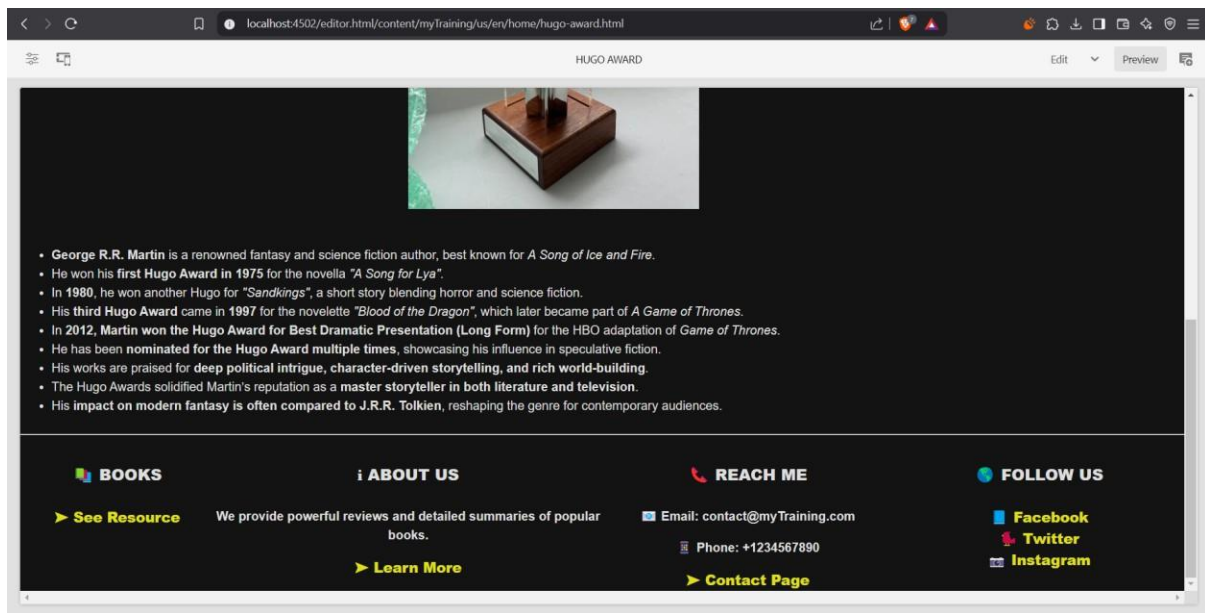 localhost:4502/editor.html/content/myTraining/us/en/home/hugo-award.html
HUGO AWARD
Edit
Preview
• George R.R. Martin is a renowned fantasy and science fiction author, best known for A Song of Ice and Fire.
• He won his first Hugo Award in 1975 for the novella "A Song for Lya".
• In 1980, he won another Hugo for "Sandkings", a short story blending horror and science fiction.
• His third Hugo Award came in 1997 for the novelette "Blood of the Dragon", which later became part of A Game of Thrones.
• In 2012, Martin won the Hugo Award for Best Dramatic Presentation (Long Form) for the HBO adaptation of Game of Thrones.
• He has been nominated for the Hugo Award multiple times, showcasing his influence in speculative fiction.
• His works are praised for deep political intrigue, character-driven storytelling, and rich world-building.
• The Hugo Awards solidified Martin's reputation as a master storyteller in both literature and television.
• His impact on modern fantasy is often compared to J.R.R. Tolkien, reshaping the genre for contemporary audiences.
📚 BOOKS
➤ See Resource
ℹ ABOUT US
We provide powerful reviews and detailed summaries of popular
books.
➤ Learn More
📞 REACH ME
📧 Email: contact@myTraining.com
📱 Phone: +1234567890
➤ Contact Page
🌎 FOLLOW US
📘 Facebook
🐦 Twitter
📷 Instagram